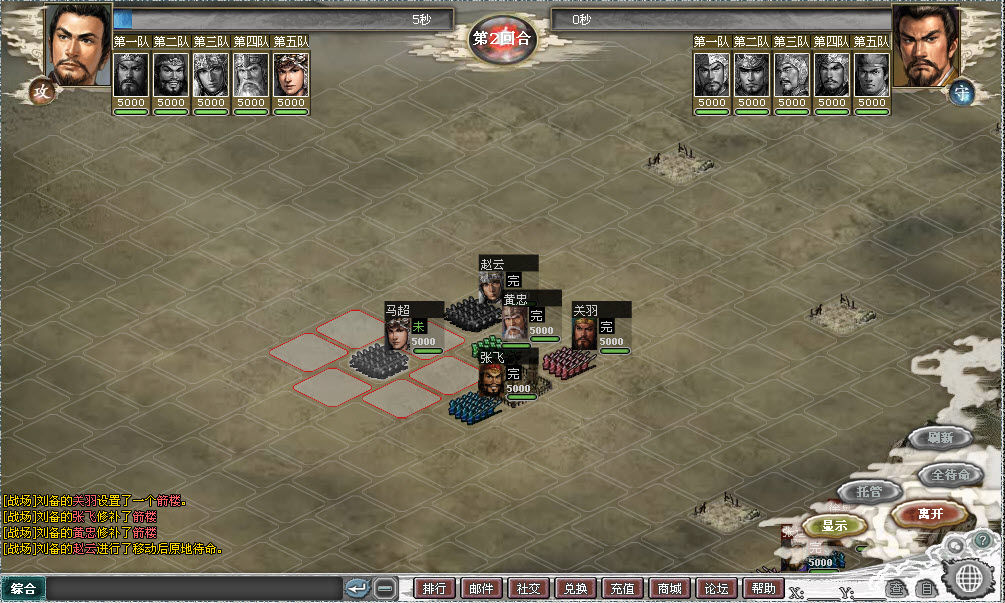 5秒
第2回合
0秒
第一队 第二队 第三队 第四队 第五队
第一队 第二队 第三队 第四队 第五队
攻
守
5000 5000 5000 5000 5000
5000 5000 5000 5000 5000
赵云
完
黄忠
完
5000
马超
未
5000
关羽
完
5000
张飞
完
5000
刷新
全待命
托管
离开
显示
5000
[战场]刘备的关羽设置了一个箭楼。
[战场]刘备的张飞修补了箭楼
[战场]刘备的黄忠修补了箭楼
[战场]刘备的赵云进行了移动后原地待命。
綜合
排行 邮件 社交 兑换 充值 商城 论坛 帮助
X: Y: 查 自
?